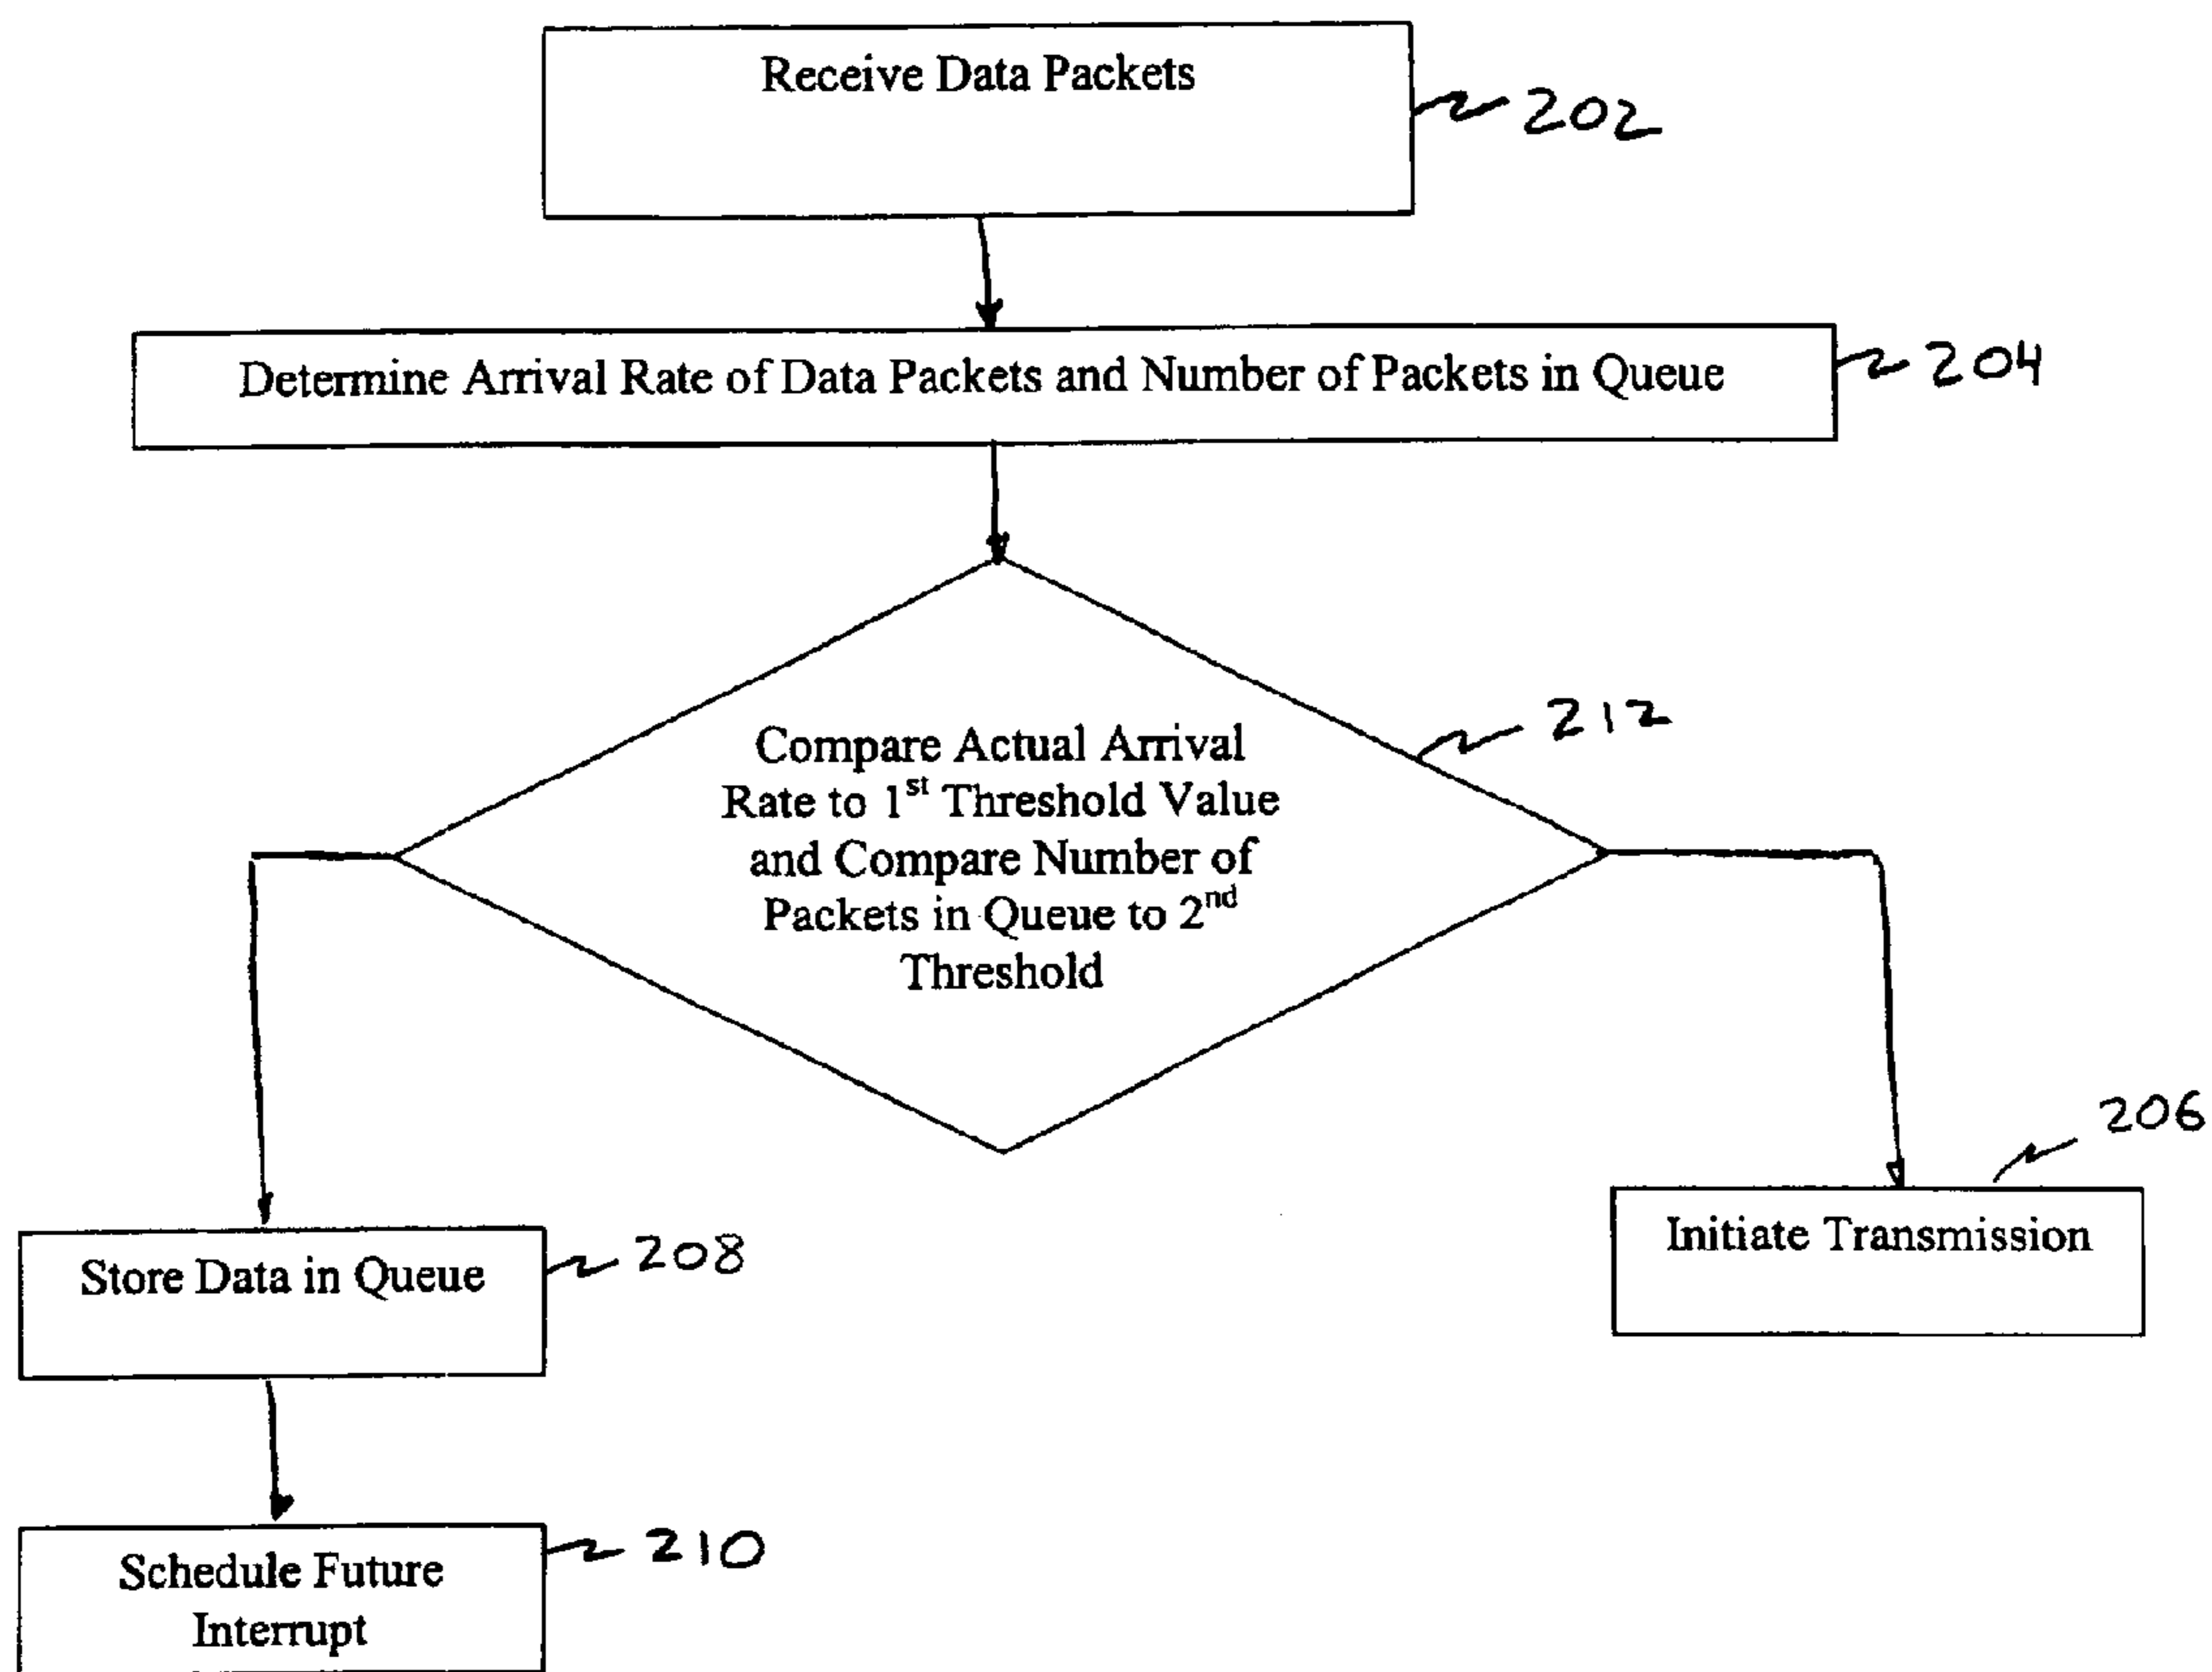 Receive Data Packets
202
Determine Arrival Rate of Data Packets and Number of Packets in Queue
204
212
Compare Actual Arrival
Rate to 1st Threshold Value
and Compare Number of
Packets in Queue to 2nd
Threshold
206
Initiate Transmission
Store Data in Queue
208
Schedule Future
Interrupt
210